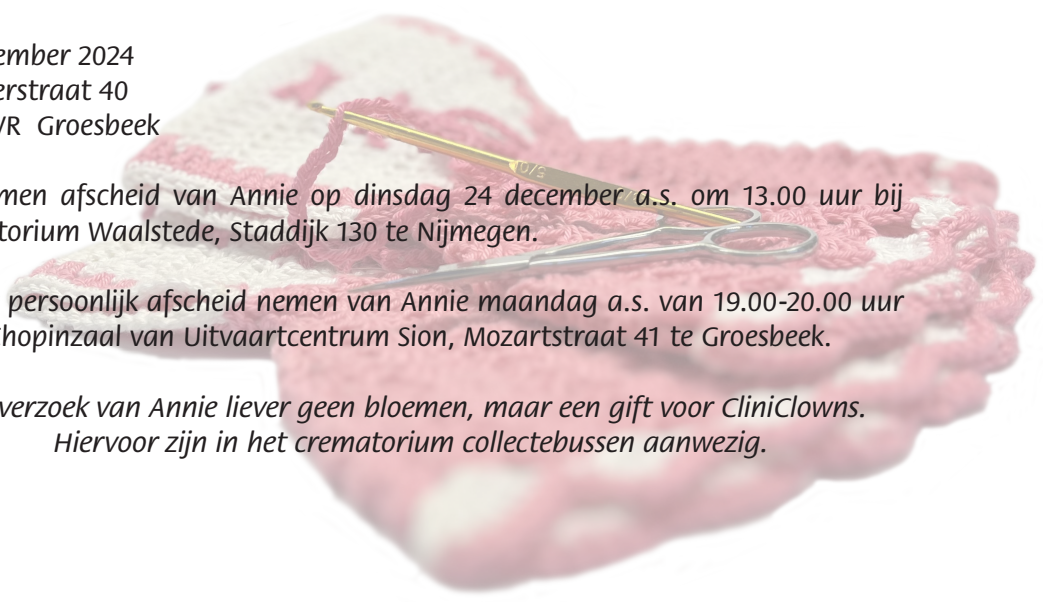 ember 2024
erstraat 40
VR Groesbeek
men afscheid van Annie op dinsdag 24 december a.s. om 13.00 uur bij
torium Waalstede, Staddijk 130 te Nijmegen.
persoonlijk afscheid nemen van Annie maandag a.s. van 19.00-20.00 uur
hopinzaal van Uitvaartcentrum Sion, Mozartstraat 41 te Groesbeek.
verzoek van Annie liever geen bloemen, maar een gift voor CliniClowns.
Hiervoor zijn in het crematorium collectebussen aanwezig.